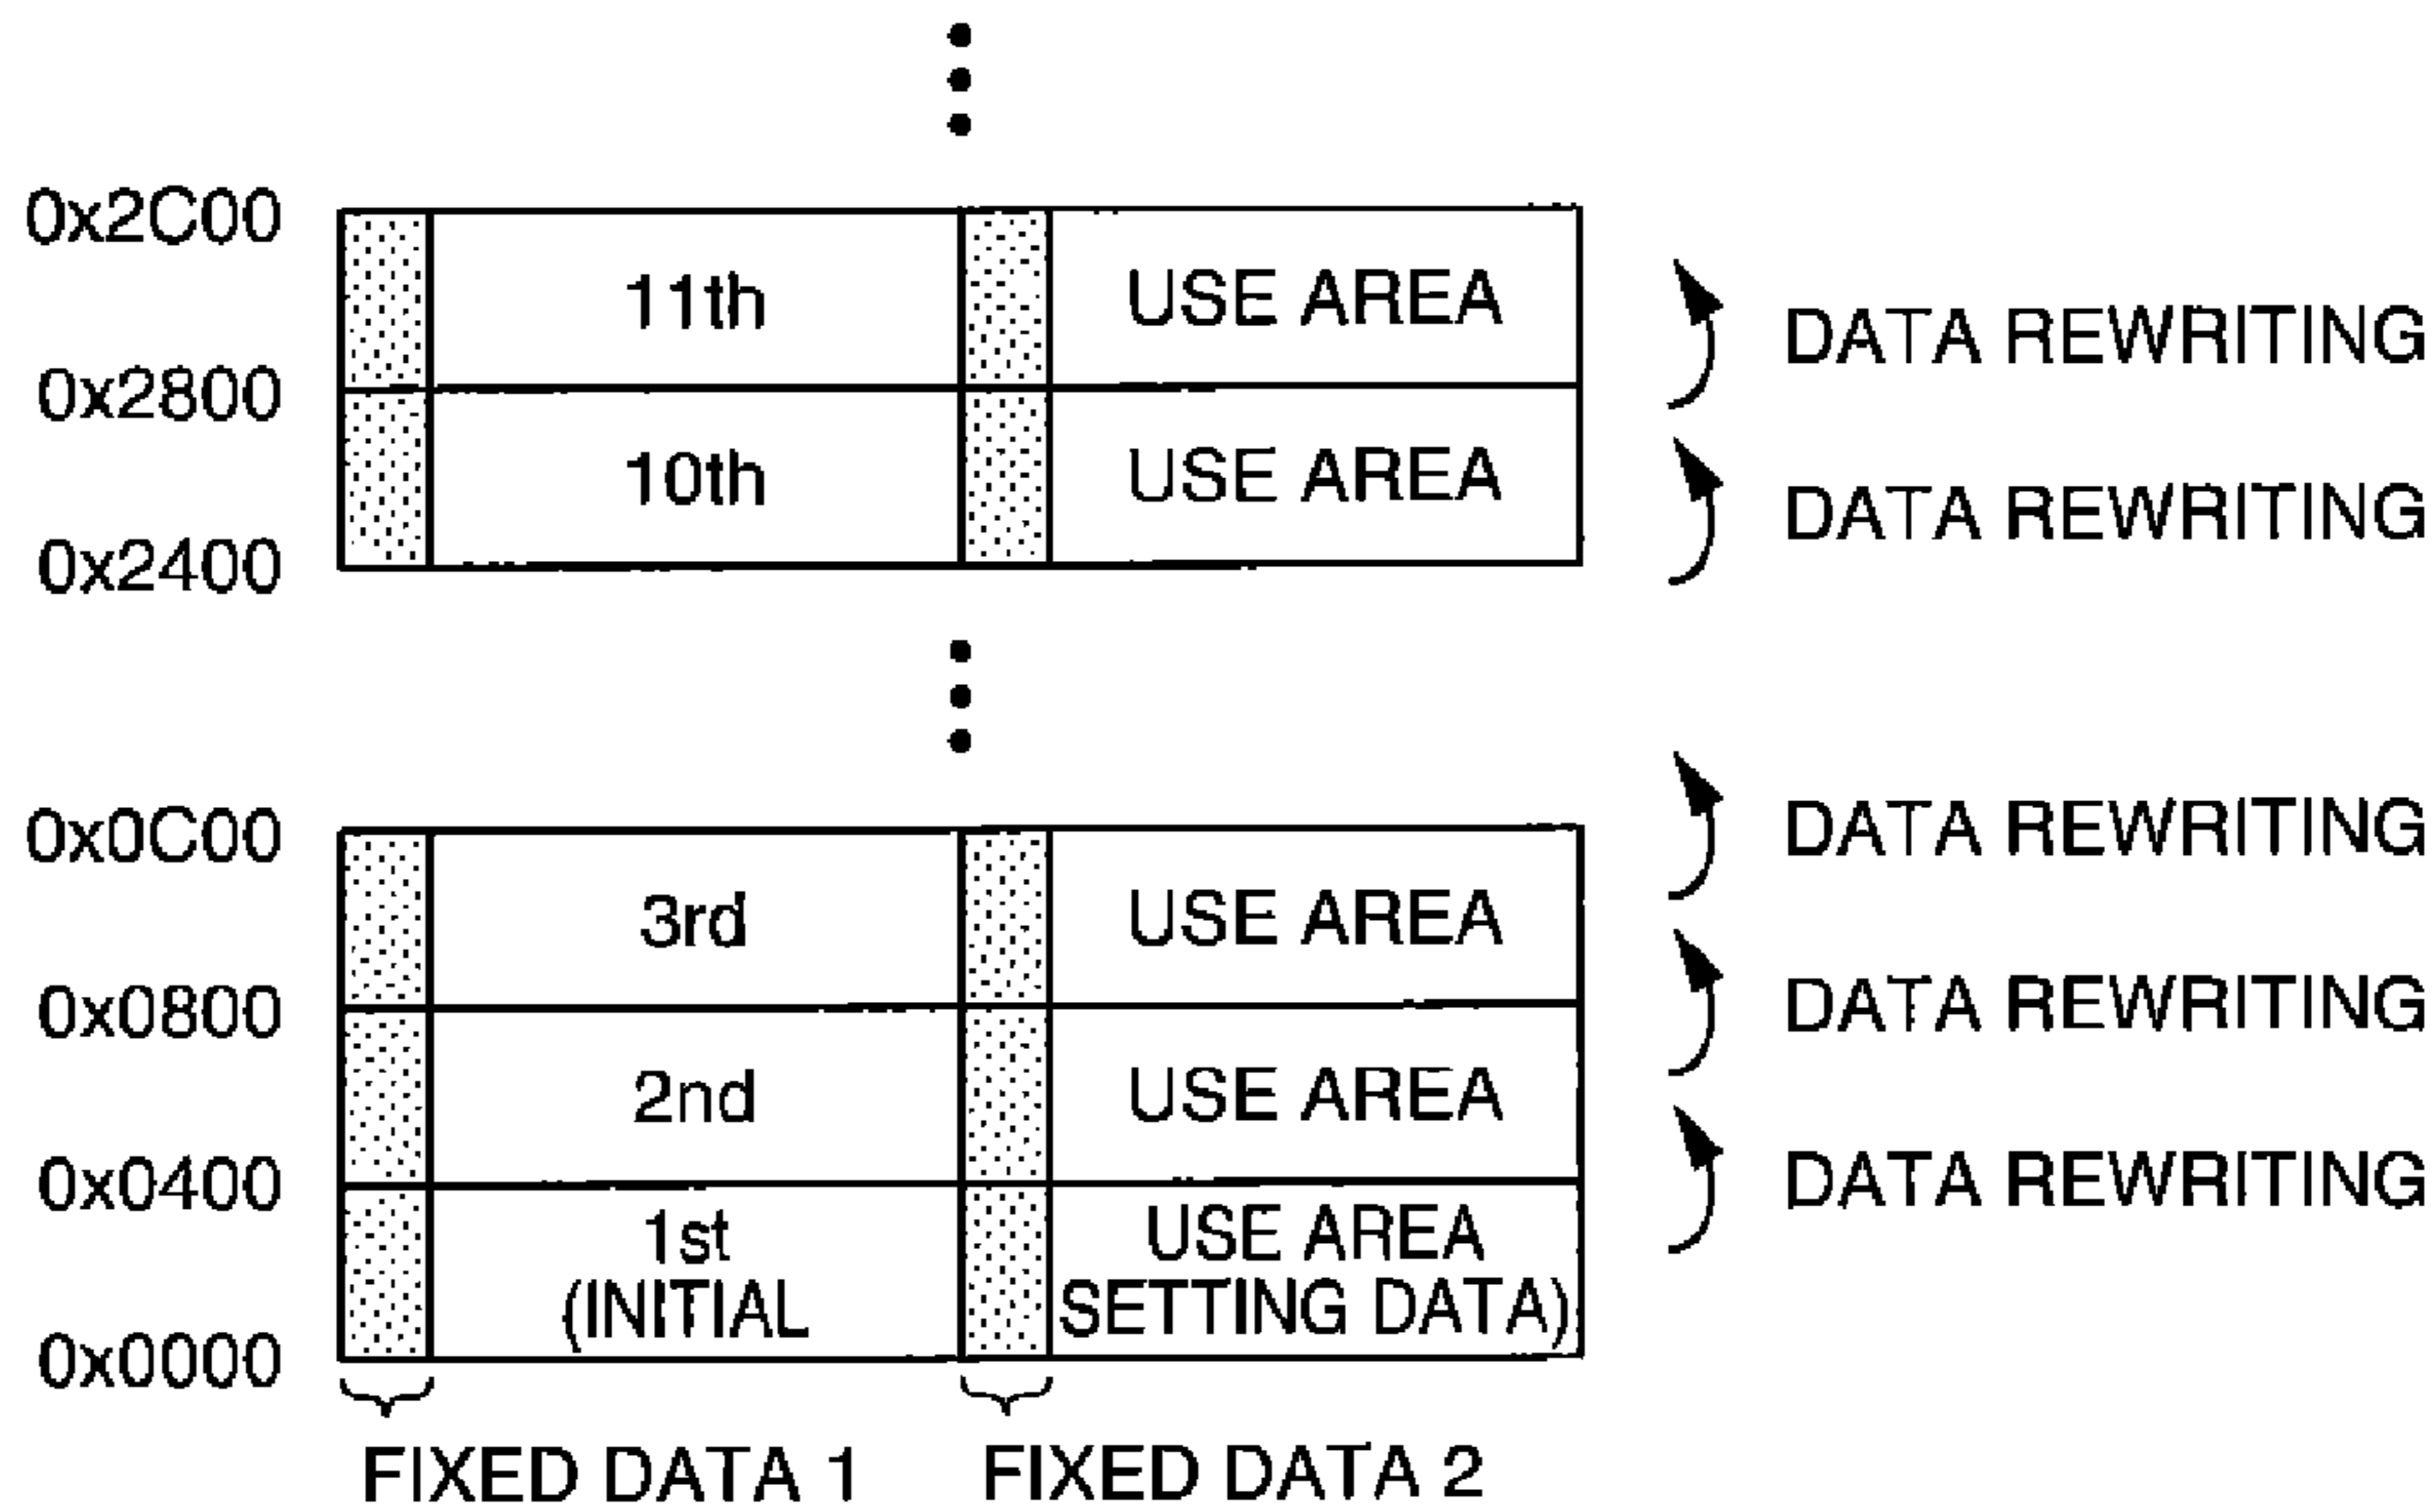 0x2C00
11th USE AREA
DATA REWRITING
0x2800
10th USE AREA
DATA REWRITING
0x2400
0x0C00
DATA REWRITING
3rd USE AREA
0x0800
DATA REWRITING
2nd USE AREA
0x0400
DATA REWRITING
1st USE AREA
(INITIAL SETTING DATA)
0x0000
FIXED DATA 1 FIXED DATA 2